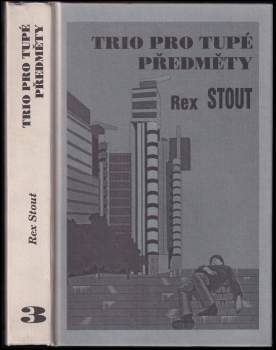 TRIO PRO TUPÉ
PŘEDMĚTY
Rex Stout
3
TRIO PRO TUPÉ
PŘEDMĚTY
Rex STOUT